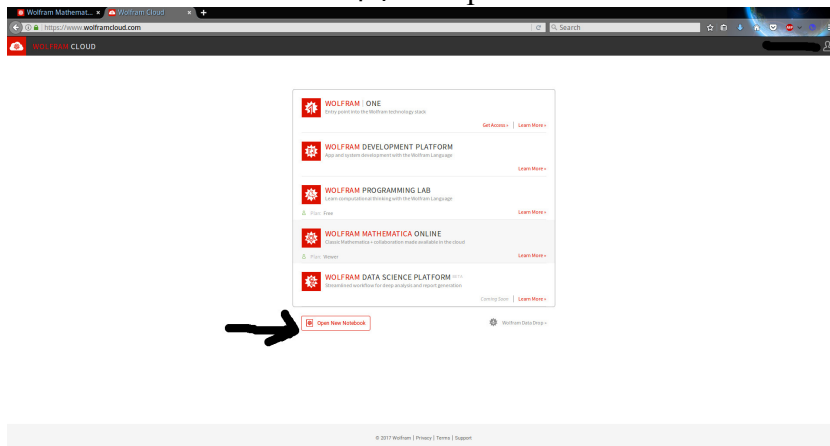 Wolfram Mathemat...
Wolfram Cloud
https://www.wolframcloud.com
Search
WOLFRAM CLOUD
WOLFRAM | ONE
Entry point into the Wolfram technology stack
Get Access » | Learn More »
WOLFRAM DEVELOPMENT PLATFORM
App and system development with the Wolfram Language
Learn More »
WOLFRAM PROGRAMMING LAB
Learn computational thinking with the Wolfram Language
Plan: Free
Learn More »
WOLFRAM MATHEMATICA ONLINE
Classic Mathematica + collaboration made available in the cloud
Plan: Viewer
Learn More »
WOLFRAM DATA SCIENCE PLATFORM BETA
Streamlined workflow for deep analysis and report generation
Coming Soon | Learn More »
Open New Notebook
Wolfram Data Drop »
© 2017 Wolfram | Privacy | Terms | Support